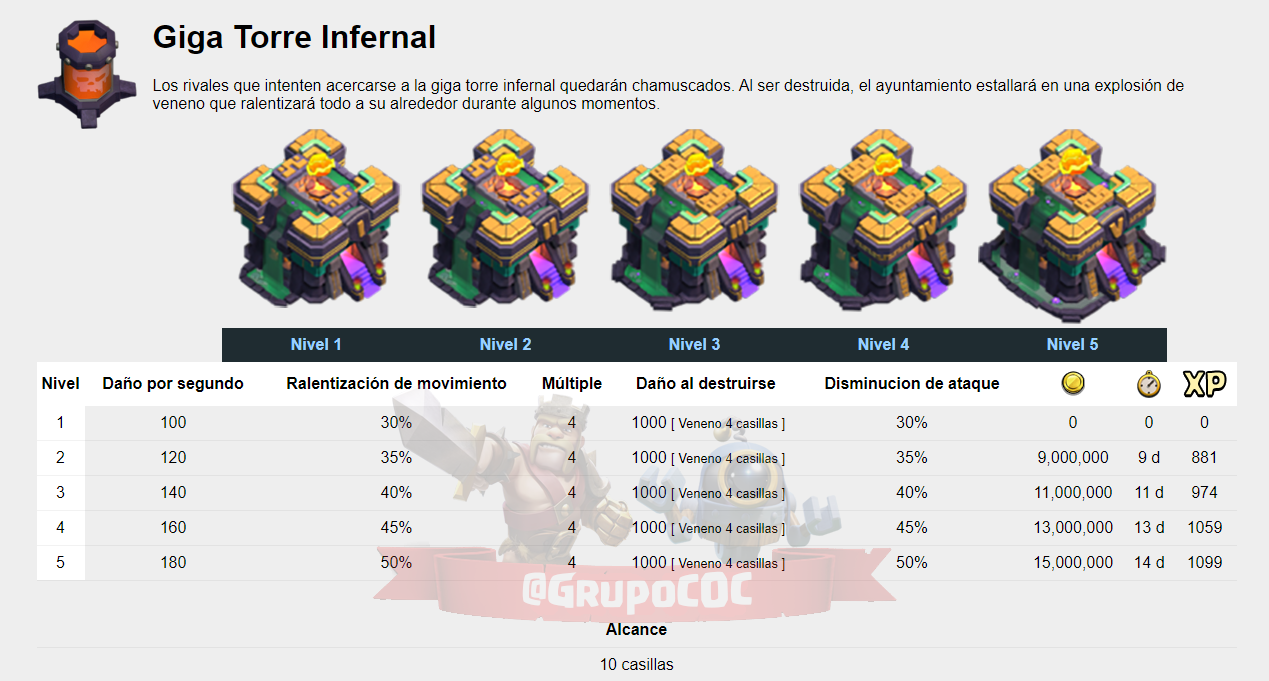 Giga Torre Infernal
Los rivales que intenten acercarse a la giga torre infernal quedarán chamuscados. Al ser destruida, el ayuntamiento estallará en una explosión de
veneno que ralentizará todo a su alrededor durante algunos momentos.
I II III IV V
Nivel 1 Nivel 2 Nivel 3 Nivel 4 Nivel 5
Nivel Daño por segundo Ralentización de movimiento Múltiple Daño al destruirse Disminucion de ataque XP
1 100 30% 4 1000 [ Veneno 4 casillas ] 30% 0 0 0
2 120 35% 4 1000 [ Veneno 4 casillas ] 35% 9,000,000 9 d 881
3 140 40% 4 1000 [ Veneno 4 casillas ] 40% 11,000,000 11 d 974
4 160 45% 4 1000 [ Veneno 4 casillas ] 45% 13,000,000 13 d 1059
5 180 50% 4 1000 [ Veneno 4 casillas ] 50% 15,000,000 14 d 1099
@GRUPOCOC
Alcance
10 casillas